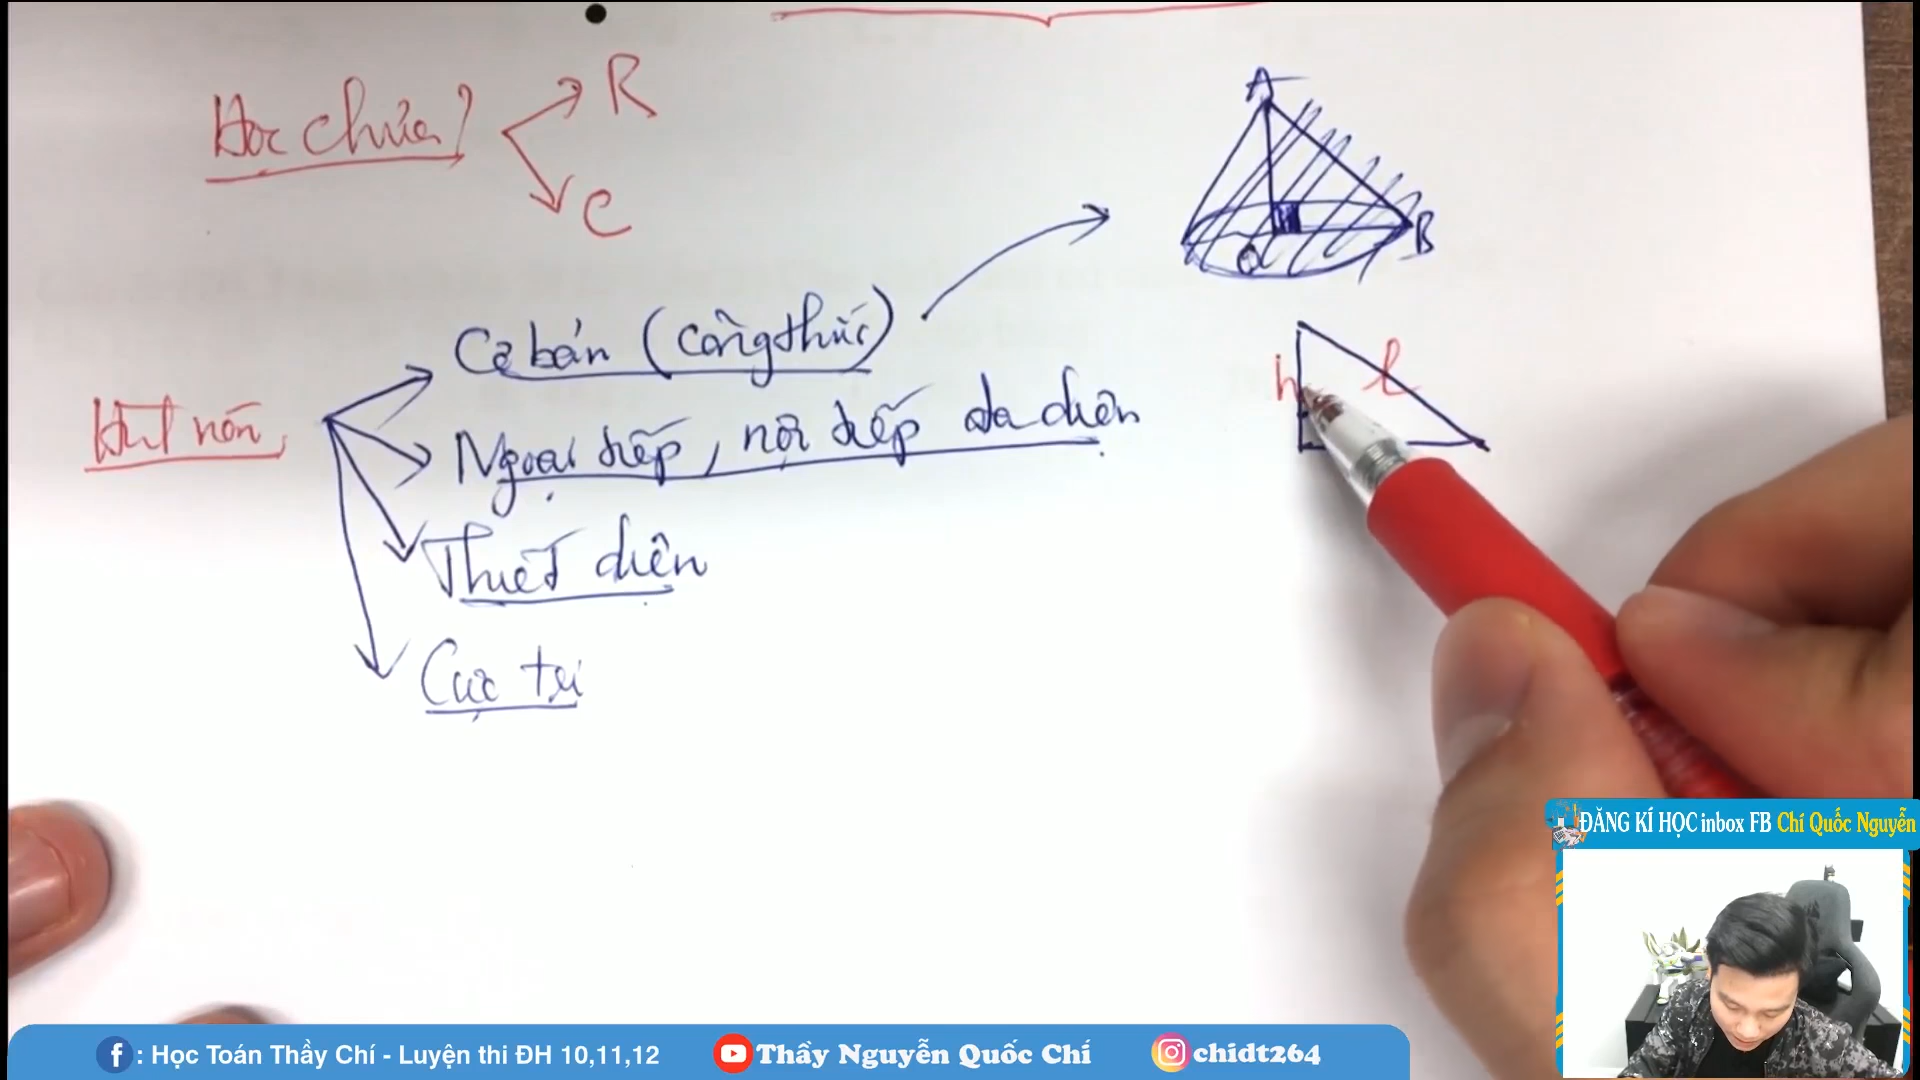 Học chưa?
R
C
A
O
B
Cơ bản (công thức)
h
l
Hình nón
Ngoại tiếp, nội tiếp đa diện
Thiết diện
Cực trị
ĐĂNG KÍ HỌC inbox FB Chí Quốc Nguyễn
: Học Toán Thầy Chí - Luyện thi ĐH 10,11,12
Thầy Nguyễn Quốc Chí
chidt264